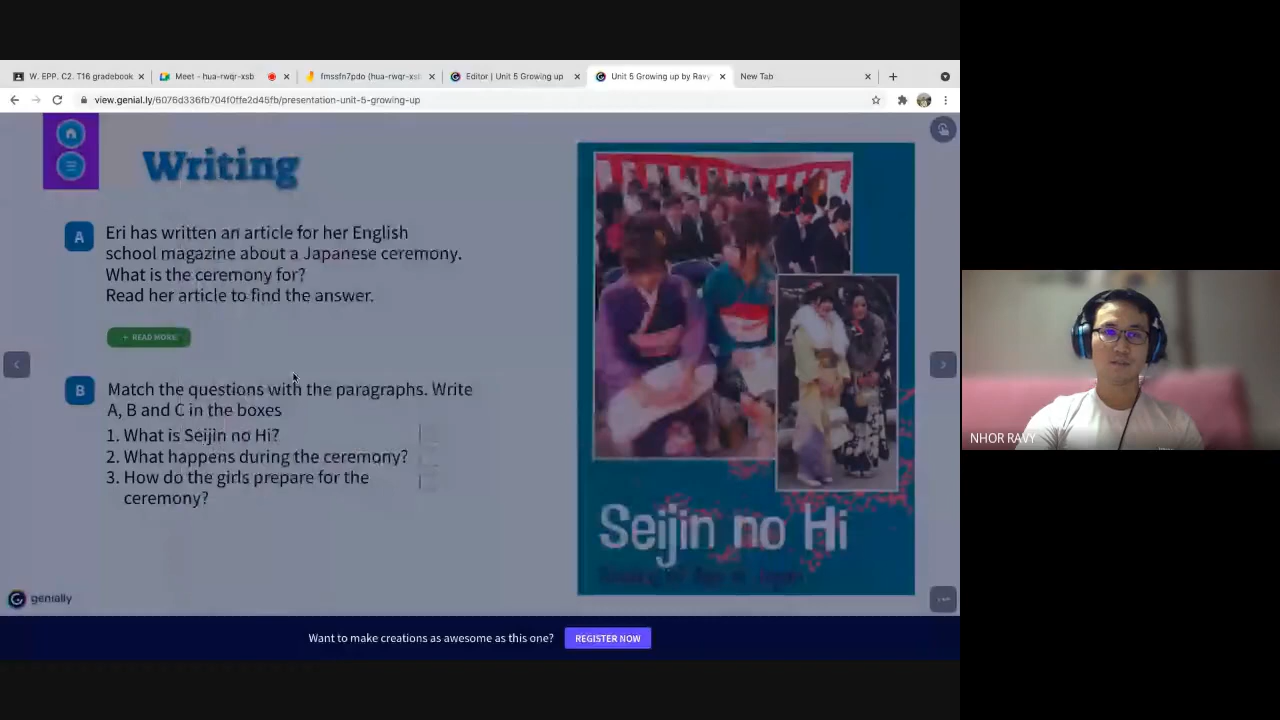 W. EPP. C2. T16 gradebook
Meet - hua-rwqr-xsb
fmssfn7pdo (hua-rwqr-xsb
Editor | Unit 5 Growing up
Unit 5 Growing up by Ravy
New Tab
view.genial.ly/6076d336fb704f0ffe2d45fb/presentation-unit-5-growing-up
Writing
A
Eri has written an article for her English
school magazine about a Japanese ceremony.
What is the ceremony for?
Read her article to find the answer.
+ READ MORE
B
Match the questions with the paragraphs. Write
A, B and C in the boxes
1. What is Seijin no Hi?
2. What happens during the ceremony?
3. How do the girls prepare for the
ceremony?
Seijin no Hi
Coming of Age in Japan
genially
Want to make creations as awesome as this one?
REGISTER NOW
NHOR RAVY